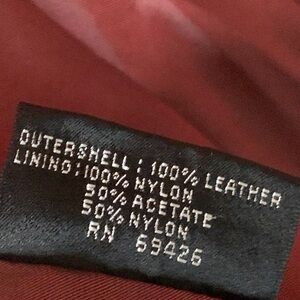 OUTERSHELL : 100% LEATHER
LINING:100% NYLON
50% ACETATE
50% NYLON
RN 69426